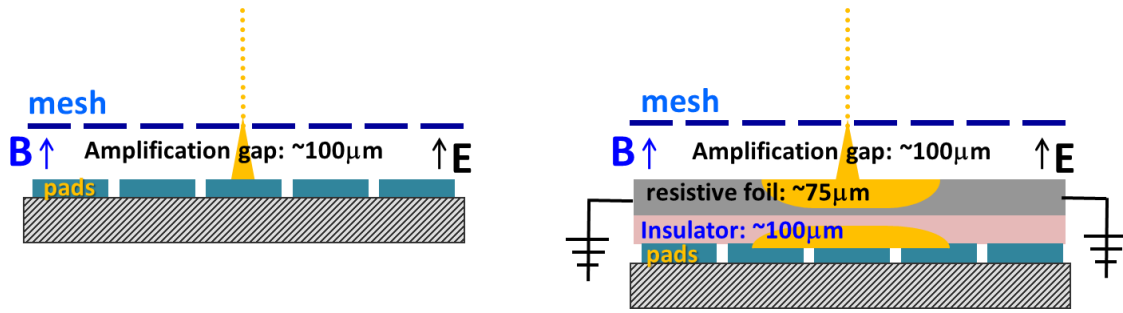 mesh
B
Amplification gap: ~100μm
E
pads
mesh
B
Amplification gap: ~100μm
E
resistive foil: ~75μm
Insulator: ~100μm
pads